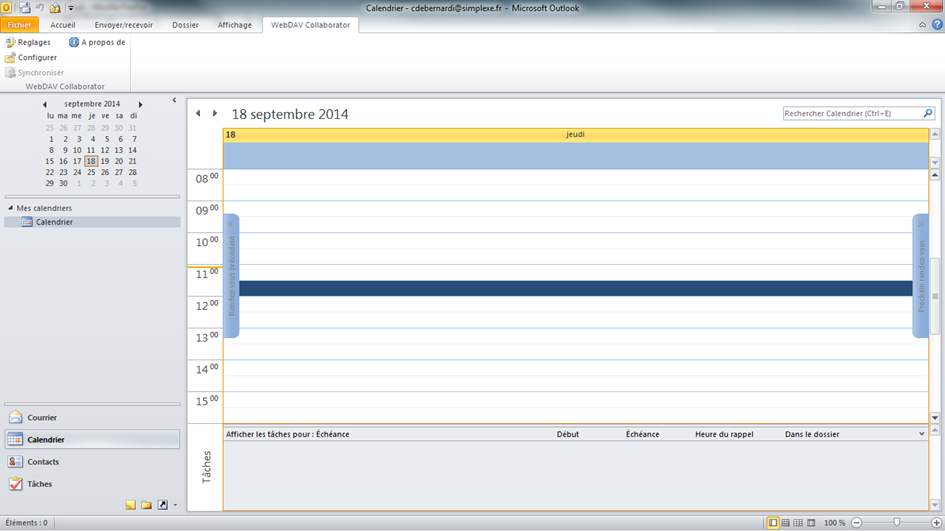 Calendrier - cdebernardi@simplexe.fr - Microsoft Outlook
Fichier Accueil Envoyer/recevoir Dossier Affichage WebDAV Collaborator
Reglages A propos de
Configurer
Synchroniser
WebDAV Collaborator
septembre 2014
lu ma me je ve sa di
25 26 27 28 29 30 31
1 2 3 4 5 6 7
8 9 10 11 12 13 14
15 16 17 18 19 20 21
22 23 24 25 26 27 28
29 30 1 2 3 4 5
Mes calendriers
Calendrier
Courrier
Calendrier
Contacts
Tâches
18 septembre 2014
Rechercher Calendrier (Ctrl+E)
18 jeudi
08 00
09 00
10 00
11 00
12 00
13 00
14 00
15 00
Rendez-vous précédent
Prochain rendez-vous
Tâches
Afficher les tâches pour : Échéance Début Échéance Heure du rappel Dans le dossier
Éléments : 0
100 %